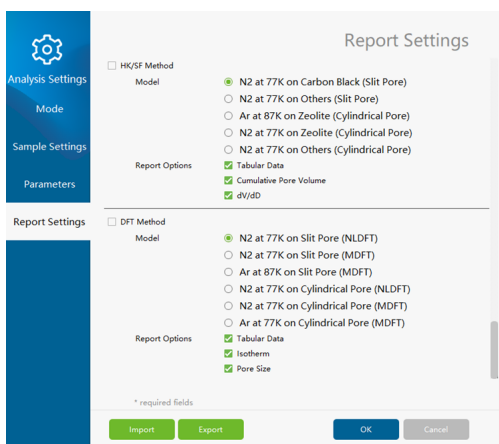 Report Settings
Analysis Settings
Mode
Sample Settings
Parameters
Report Settings
HK/SF Method
Model
N2 at 77K on Carbon Black (Slit Pore)
N2 at 77K on Others (Slit Pore)
Ar at 87K on Zeolite (Cylindrical Pore)
N2 at 77K on Zeolite (Cylindrical Pore)
N2 at 77K on Others (Cylindrical Pore)
Report Options
Tabular Data
Cumulative Pore Volume
dV/dD
DFT Method
Model
N2 at 77K on Slit Pore (NLDFT)
N2 at 77K on Slit Pore (MDFT)
Ar at 87K on Slit Pore (MDFT)
N2 at 77K on Cylindrical Pore (NLDFT)
N2 at 77K on Cylindrical Pore (MDFT)
Ar at 77K on Cylindrical Pore (MDFT)
Report Options
Tabular Data
Isotherm
Pore Size
* required fields
Import
Export
OK
Cancel